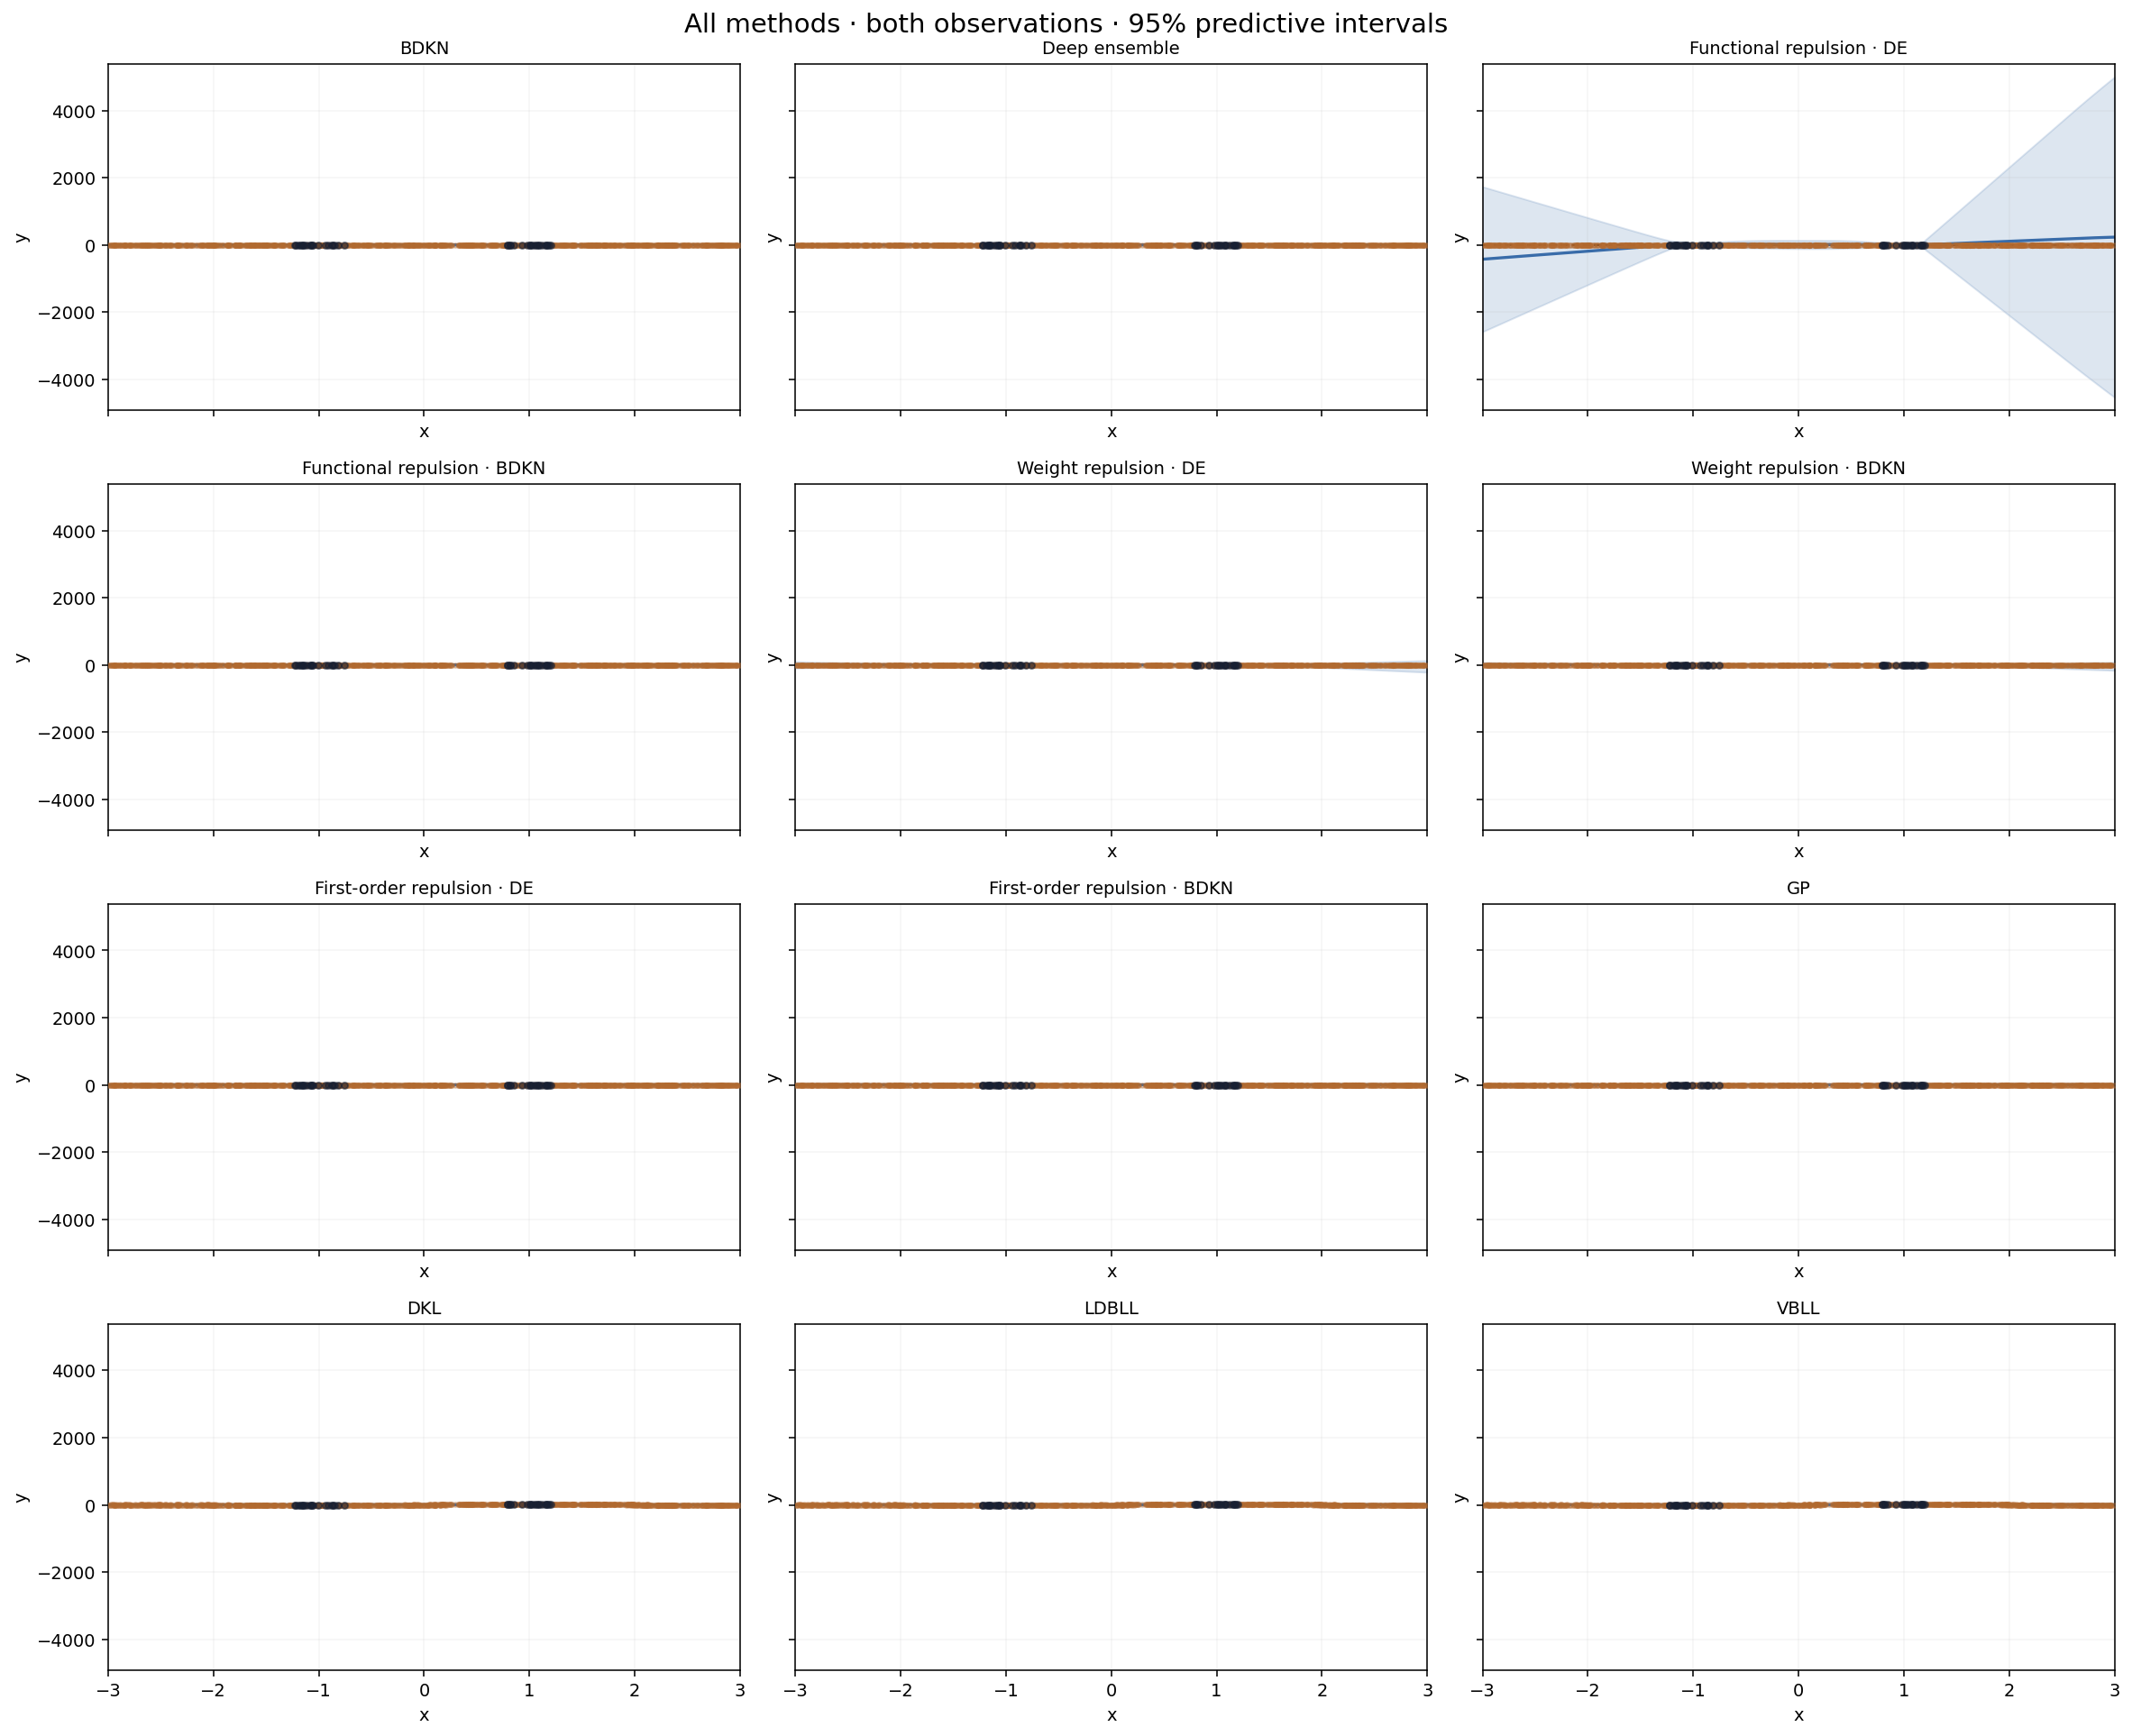 All methods · both observations · 95% predictive intervals
BDKN
Deep ensemble
Functional repulsion · DE
4000
2000
0
−2000
−4000
y
y
y
x
x
x
Functional repulsion · BDKN
Weight repulsion · DE
Weight repulsion · BDKN
4000
2000
0
−2000
−4000
y
y
y
x
x
x
First-order repulsion · DE
First-order repulsion · BDKN
GP
4000
2000
0
−2000
−4000
y
y
y
x
x
x
DKL
LDBLL
VBLL
4000
2000
0
−2000
−4000
y
y
y
−3 −2 −1 0 1 2 3
−3 −2 −1 0 1 2 3
−3 −2 −1 0 1 2 3
x
x
x